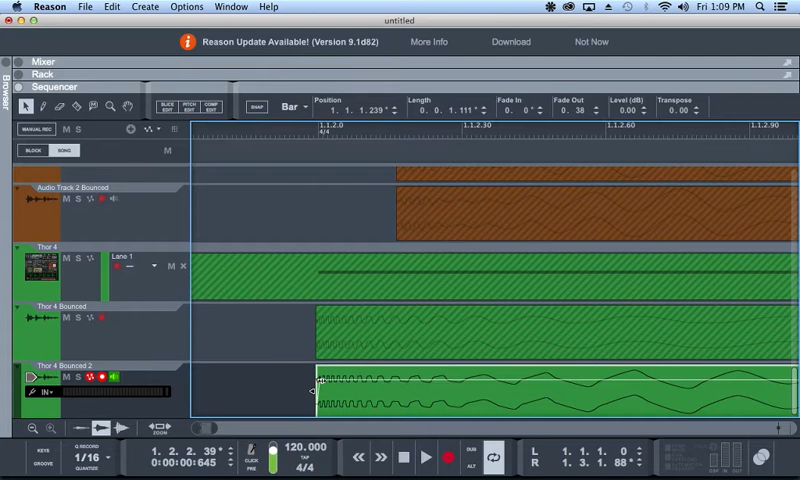 Reason File Edit Create Options Window Help Fri 1:09 PM
untitled
Reason Update Available! (Version 9.1d82) More Info Download Not Now
Browser
Mixer
Rack
Sequencer
SLICE EDIT PITCH EDIT COMP EDIT SNAP Bar
Position Length Fade In Fade Out Level (dB) Transpose
1. 1. 1.239° 0. 0. 1.111° 0. 0° 0. 38 0.00 0.00
MANUAL REC M S
1.1.2.0 1.1.2.30 1.1.2.60 1.1.2.90
4/4
BLOCK SONG M
Audio Track 2 Bounced
M S
Thor 4
M S Lane 1
M X
Thor 4 Bounced
M S
Thor 4 Bounced 2
M S
IN
ZOOM
KEYS
GROOVE
Q RECORD
1/16
QUANTIZE
1. 2. 2. 39°
0:00:00:645
CLICK
PRE
120.000
TAP
4/4
DUB
ALT
L 1. 1. 1. 0
R 1. 3. 1. 88°
DSP IN OUT